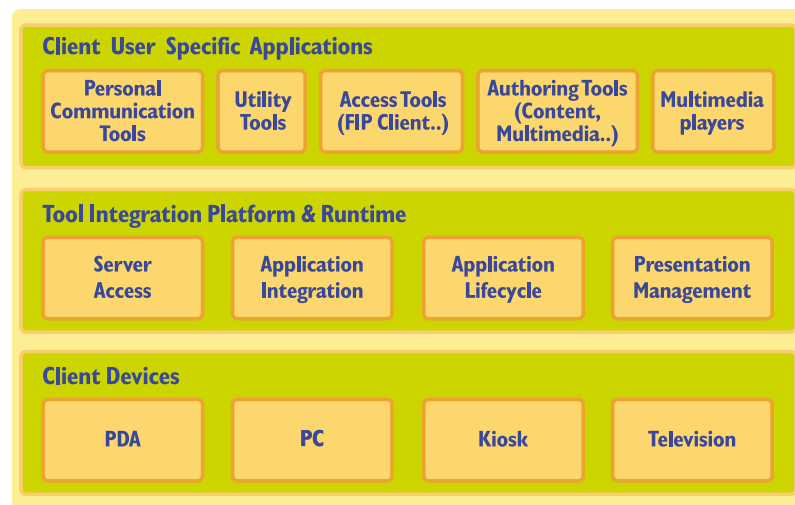 Client User Specific Applications
Personal
Communication
Tools
Utility
Tools
Access Tools
(FIP Client..)
Authoring Tools
(Content,
Multimedia..)
Multimedia
players
Tool Integration Platform & Runtime
Server
Access
Application
Integration
Application
Lifecycle
Presentation
Management
Client Devices
PDA
PC
Kiosk
Television